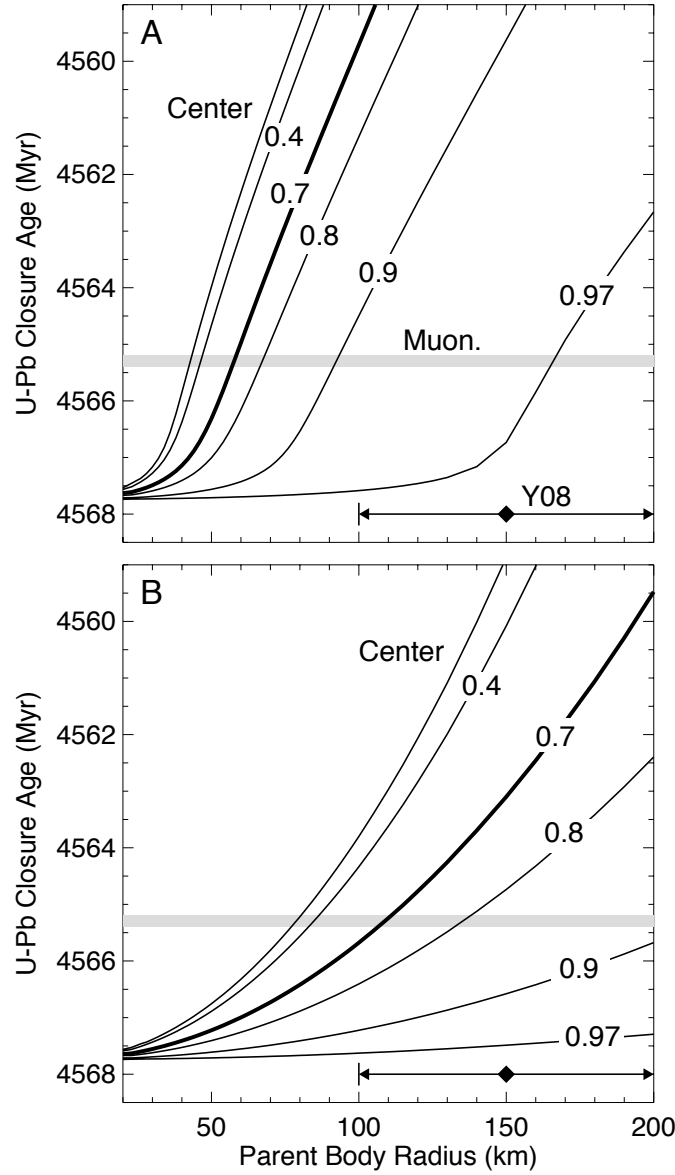 A
4560
Center
0.4
4562
0.7
0.8
0.9
4564
0.97
Muon.
4566
Y08
4568
U-Pb Closure Age (Myr)
B
4560
Center
0.4
4562
0.7
4564
0.8
4566
0.9
0.97
4568
U-Pb Closure Age (Myr)
50
100
150
200
Parent Body Radius (km)